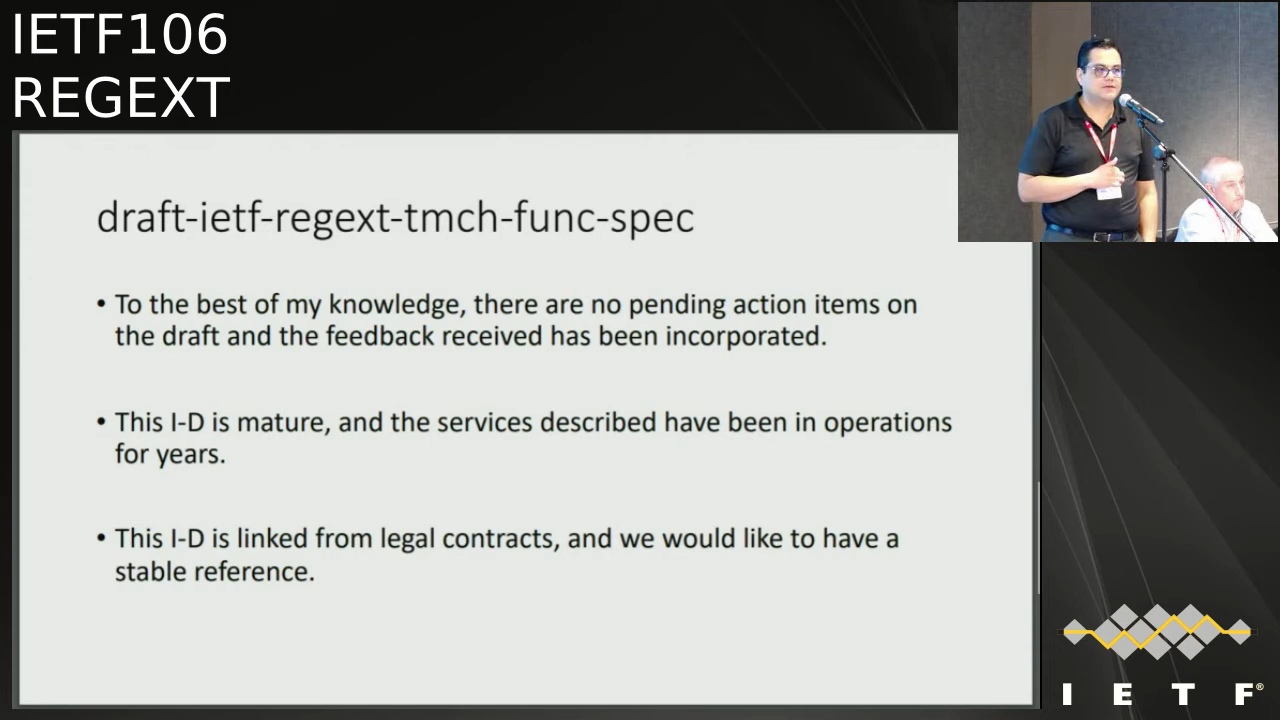 IETF106
REGEXT
draft-ietf-regext-tmch-func-spec
• To the best of my knowledge, there are no pending action items on
the draft and the feedback received has been incorporated.
• This I-D is mature, and the services described have been in operations
for years.
• This I-D is linked from legal contracts, and we would like to have a
stable reference.
I E T F®